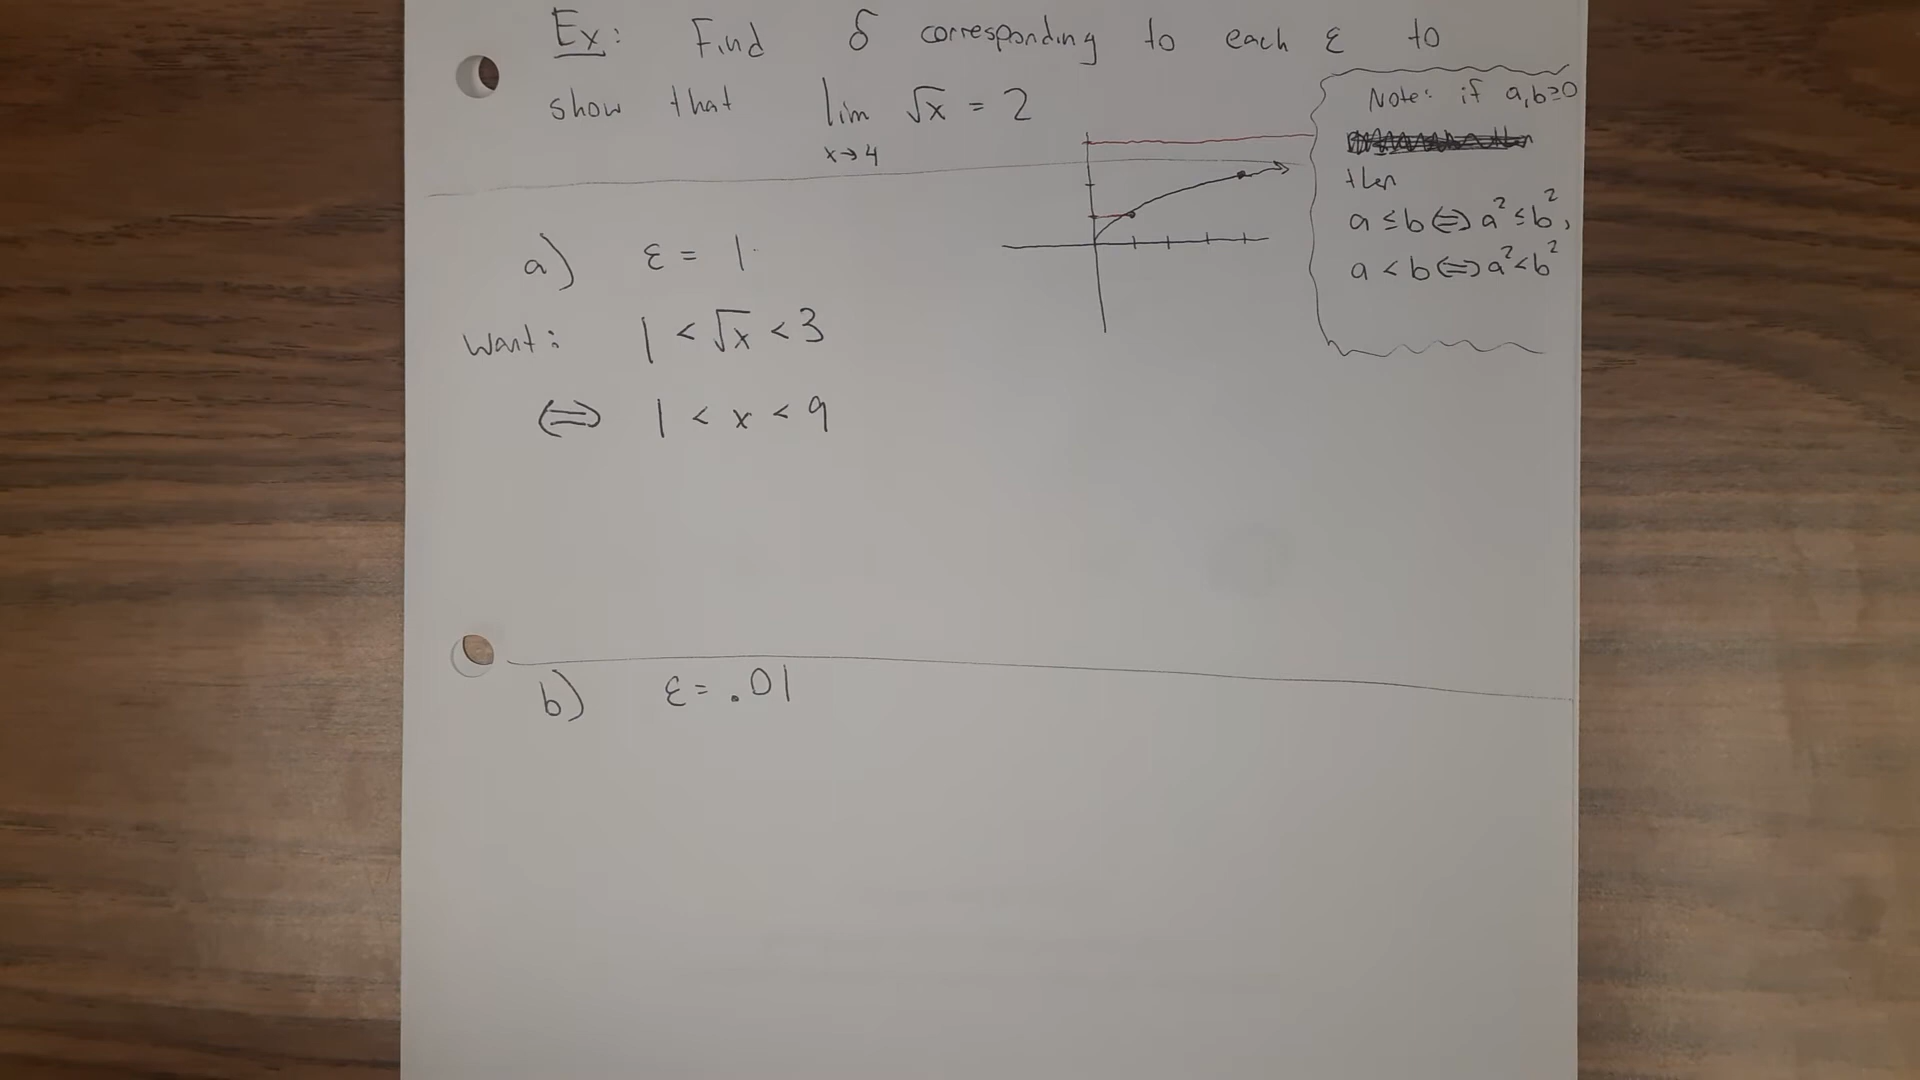 Ex: Find δ corresponding to each ε to
show that lim √x = 2
x→4
Note: if a,b≥0
then
a ≤ b ⟺ a² ≤ b²,
a < b ⟺ a² < b²
a) ε = 1
Want: 1 < √x < 3
⟺ 1 < x < 9
b) ε = .01